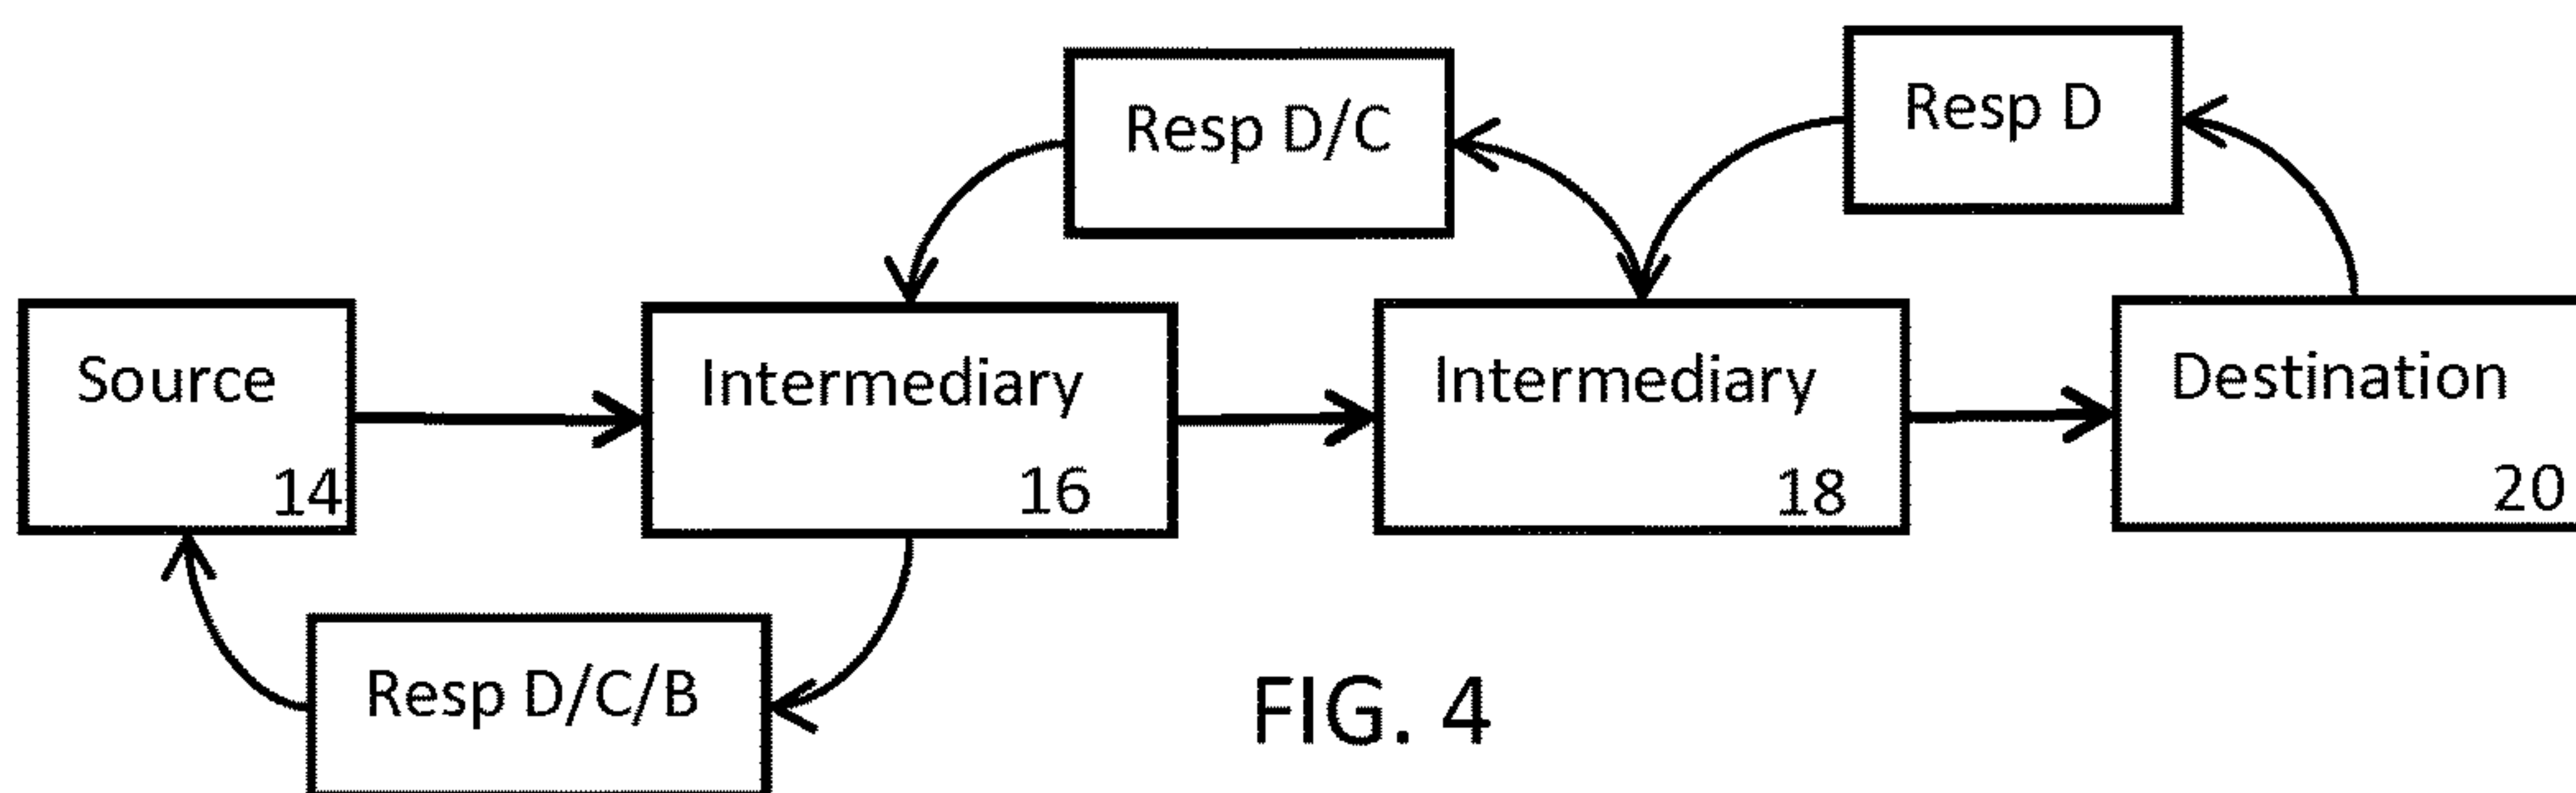 Resp D/C
Resp D
Source
14
Intermediary
16
Intermediary
18
Destination
20
Resp D/C/B
FIG. 4